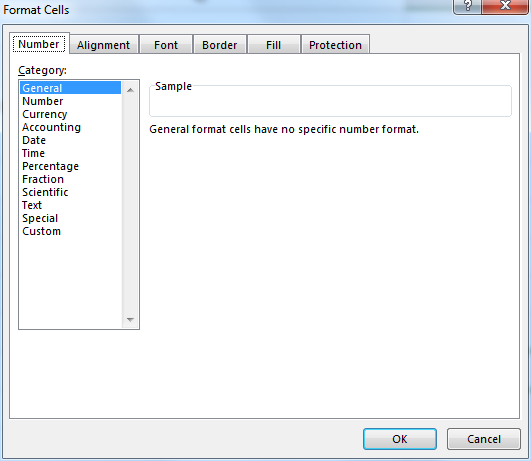 Format Cells
?
Number Alignment Font Border Fill Protection
Category:
General
Number
Currency
Accounting
Date
Time
Percentage
Fraction
Scientific
Text
Special
Custom
Sample
General format cells have no specific number format.
OK Cancel